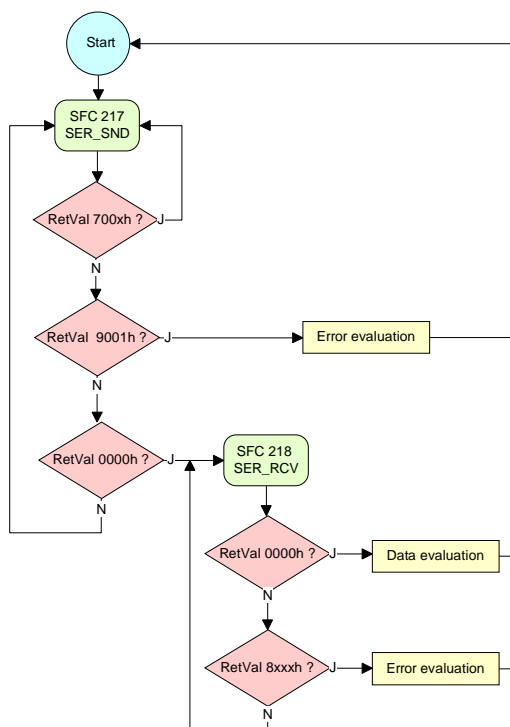 Start
SFC 217
SER_SND
RetVal 700xh ?
J
N
RetVal 9001h ?
J
Error evaluation
N
RetVal 0000h ?
J
SFC 218
SER_RCV
N
RetVal 0000h ?
J
Data evaluation
N
RetVal 8xxxh ?
J
Error evaluation
N